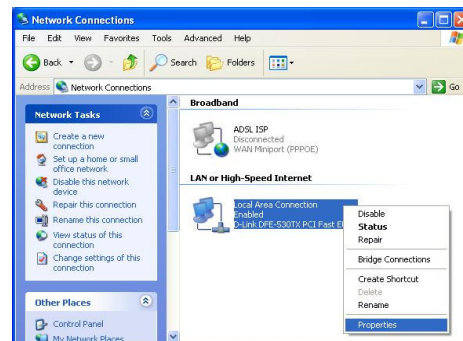 Network Connections
File Edit View Favorites Tools Advanced Help
Back Search Folders
Address Network Connections Go
Network Tasks
Create a new
connection
Set up a home or small
office network
Disable this network
device
Repair this connection
Rename this connection
View status of this
connection
Change settings of this
connection
Other Places
Control Panel
My Network Places
Broadband
ADSL ISP
Disconnected
WAN Miniport (PPPOE)
LAN or High-Speed Internet
Local Area Connection
Enabled
D-Link DFE-530TX PCI Fast
Disable
Status
Repair
Bridge Connections
Create Shortcut
Delete
Rename
Properties